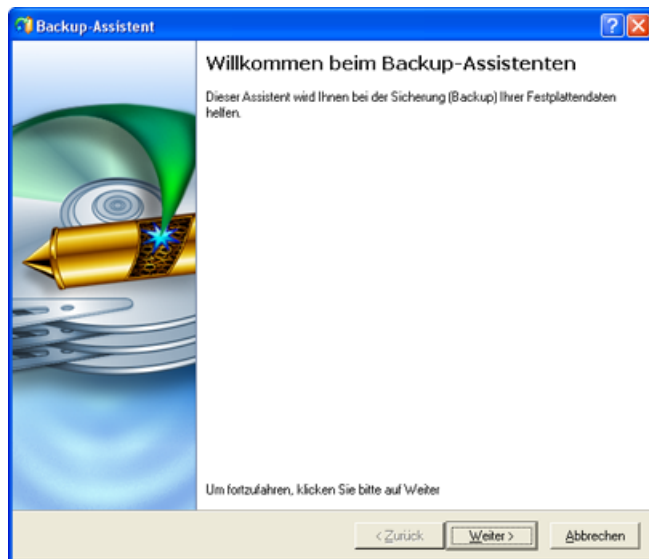 Backup-Assistent
Willkommen beim Backup-Assistenten
Dieser Assistent wird Ihnen bei der Sicherung (Backup) Ihrer Festplattendaten
helfen.
Um fortzufahren, klicken Sie bitte auf Weiter
< Zurück Weiter > Abbrechen